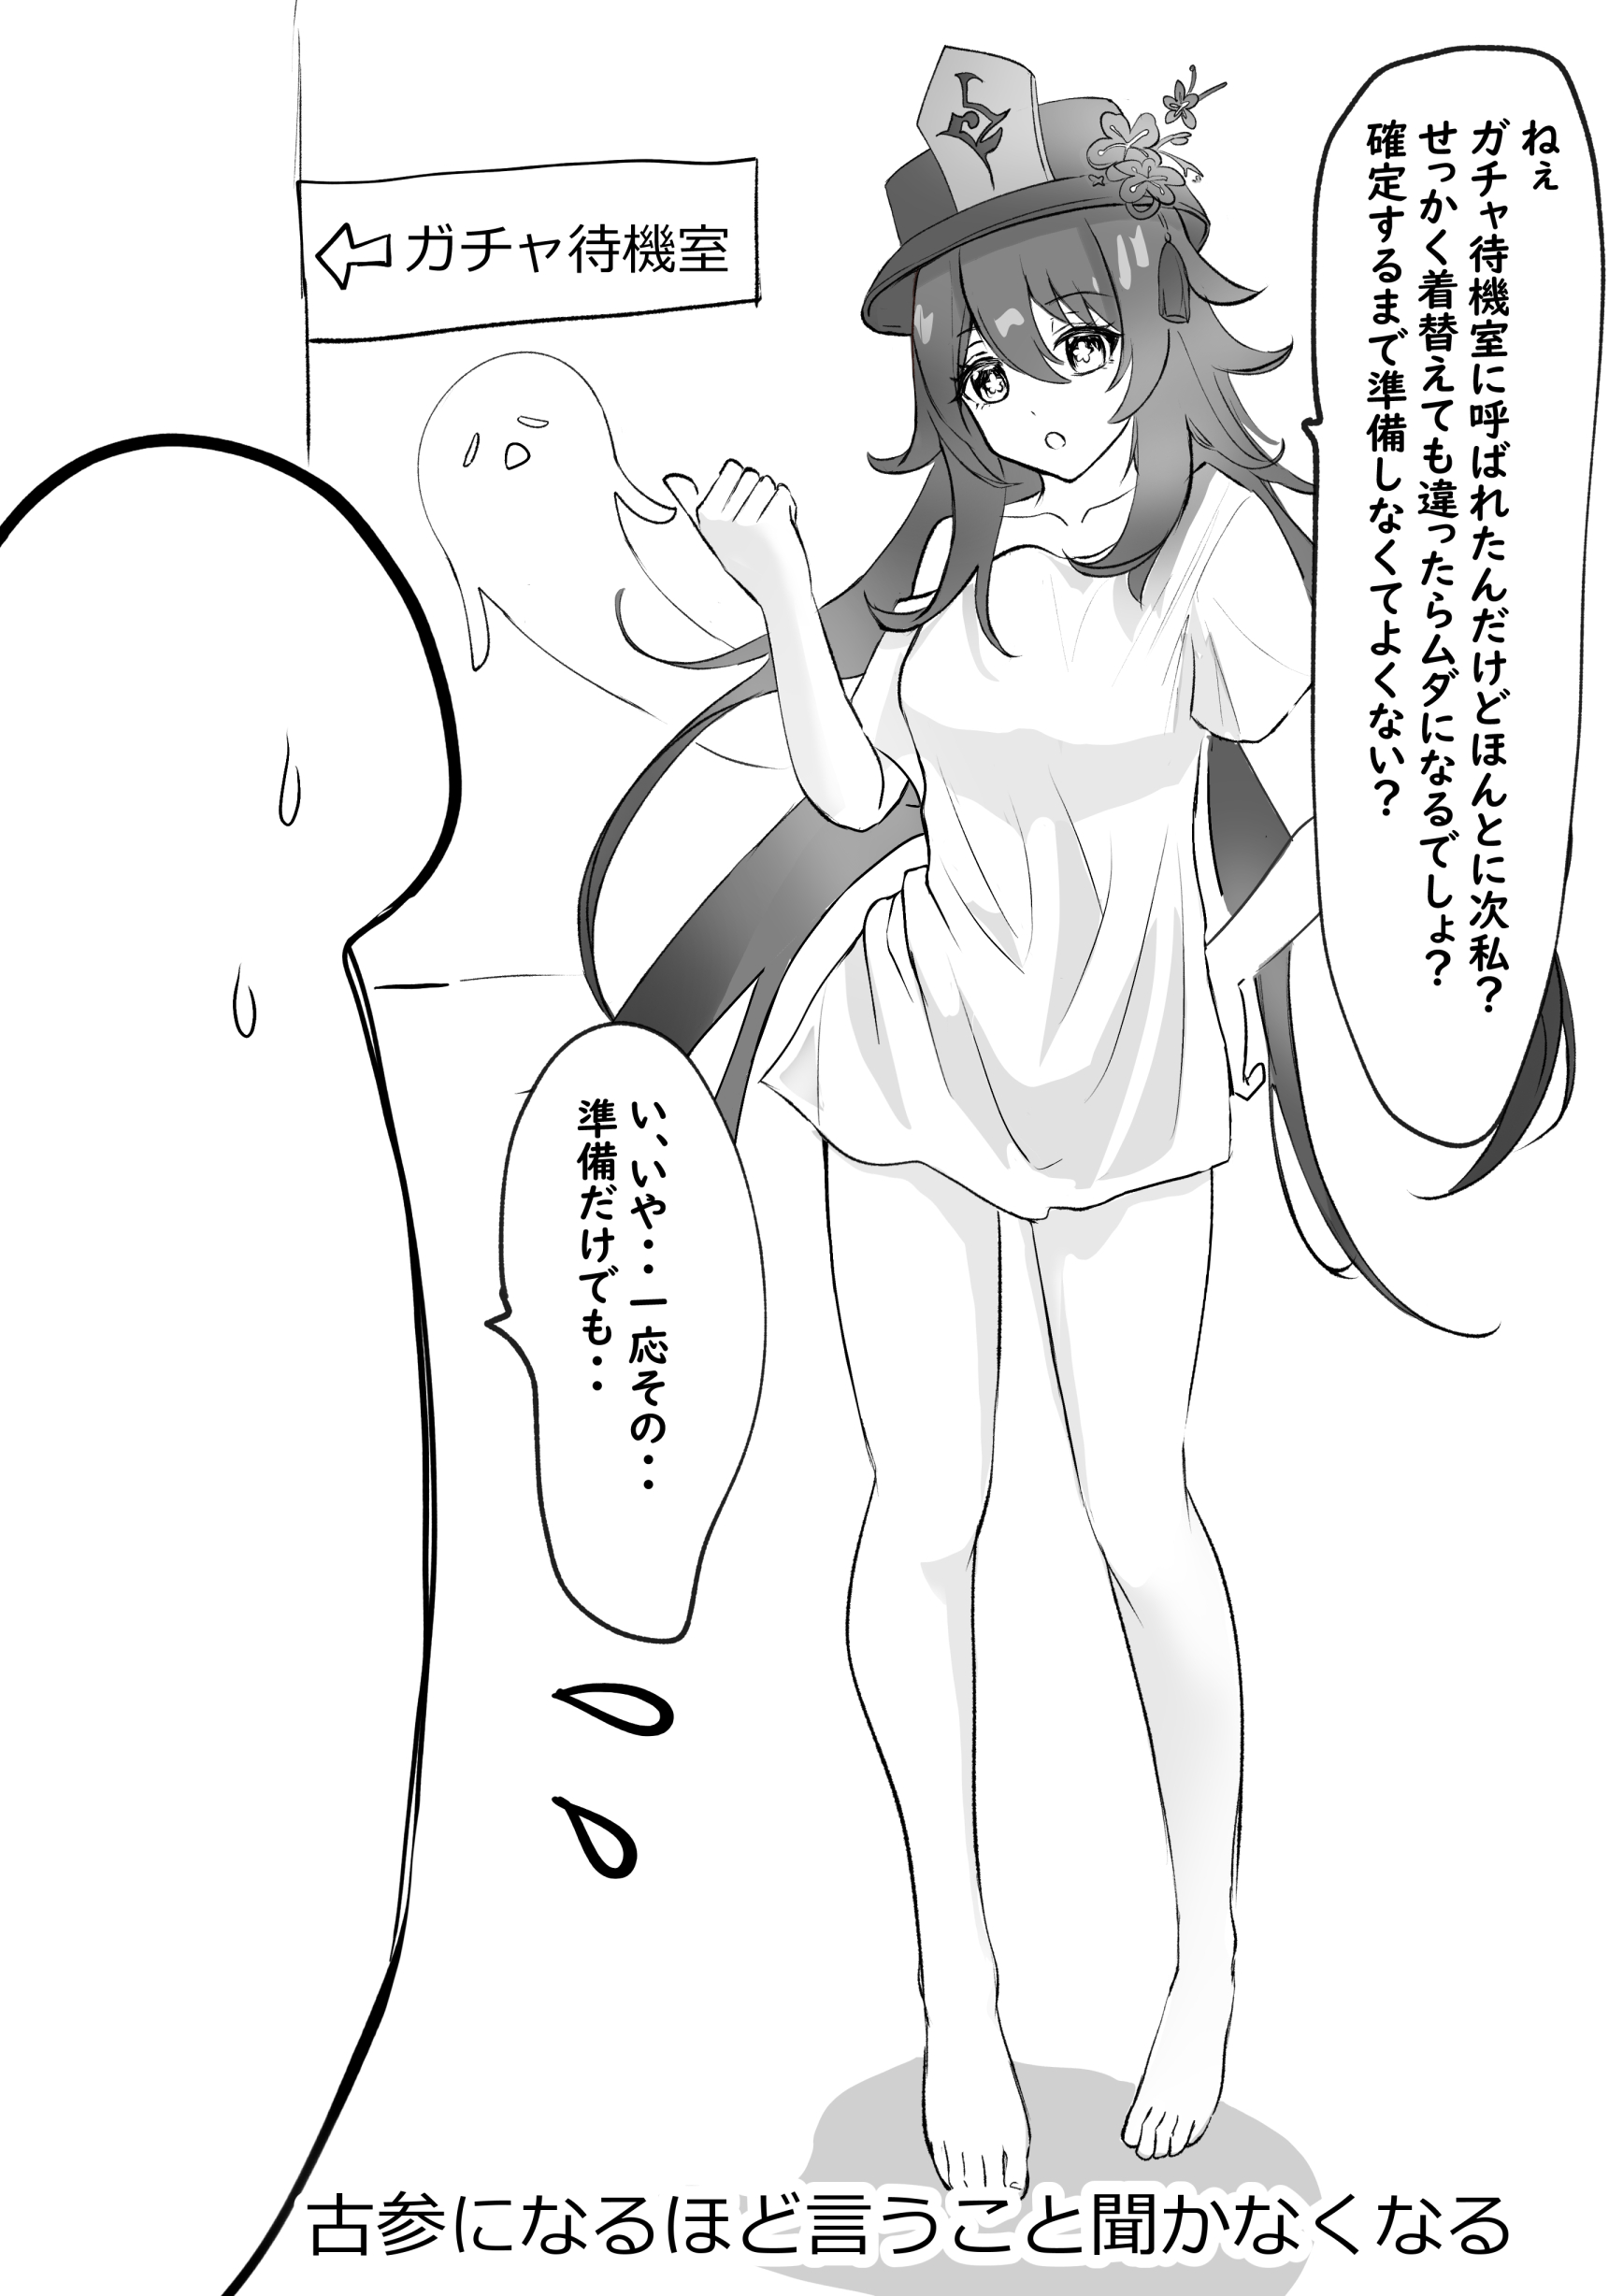 ねぇ
ガチャ待機室に呼ばれたんだけどほんとに次私？
せっかく着替えても違ったらムダになるでしょ？
確定するまで準備しなくてよくない？
ガチャ待機室
い、いや‥一応その‥‥
準備だけでも‥
古参になるほど言うこと聞かなくなる